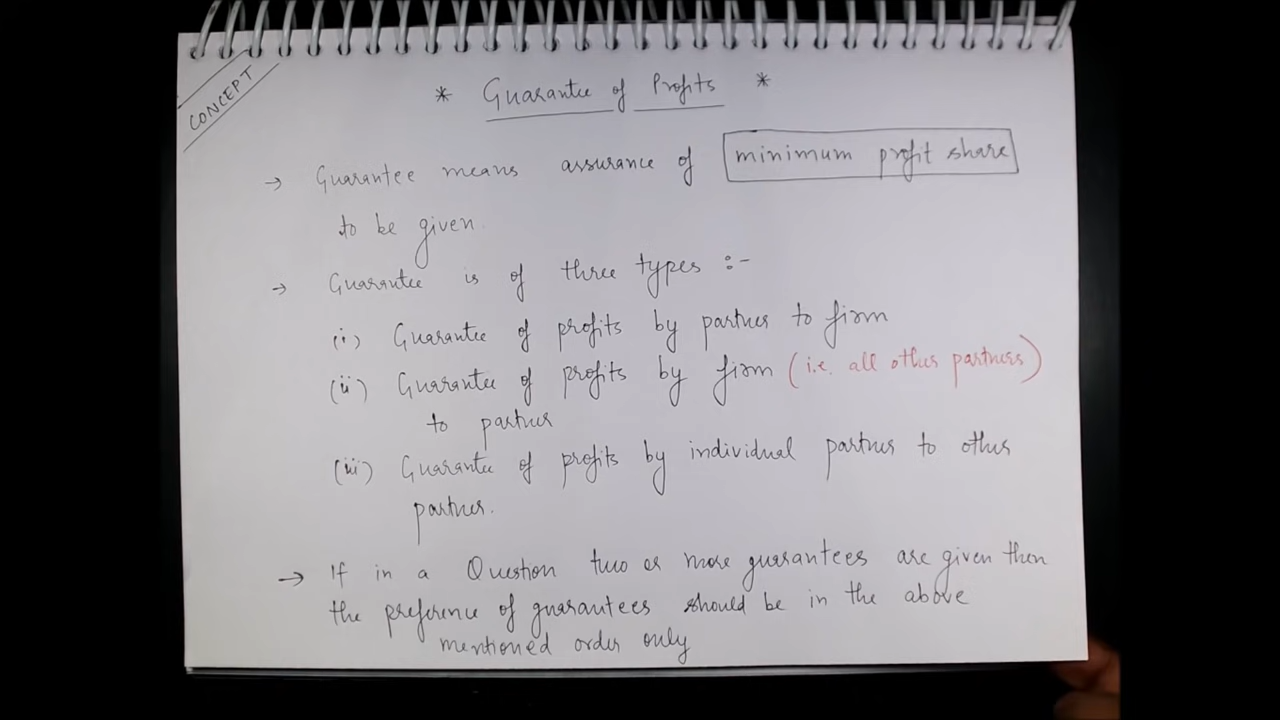 CONCEPT
* Guarantee of Profits *
→ Guarantee means assurance of minimum profit share
to be given.
→ Guarantee is of three types :-
(i) Guarantee of profits by partner to firm
(ii) Guarantee of profits by firm (i.e. all other partners)
to partner
(iii) Guarantee of profits by individual partner to other
partner.
→ If in a Question two or more guarantees are given then
the preference of guarantees should be in the above
mentioned order only